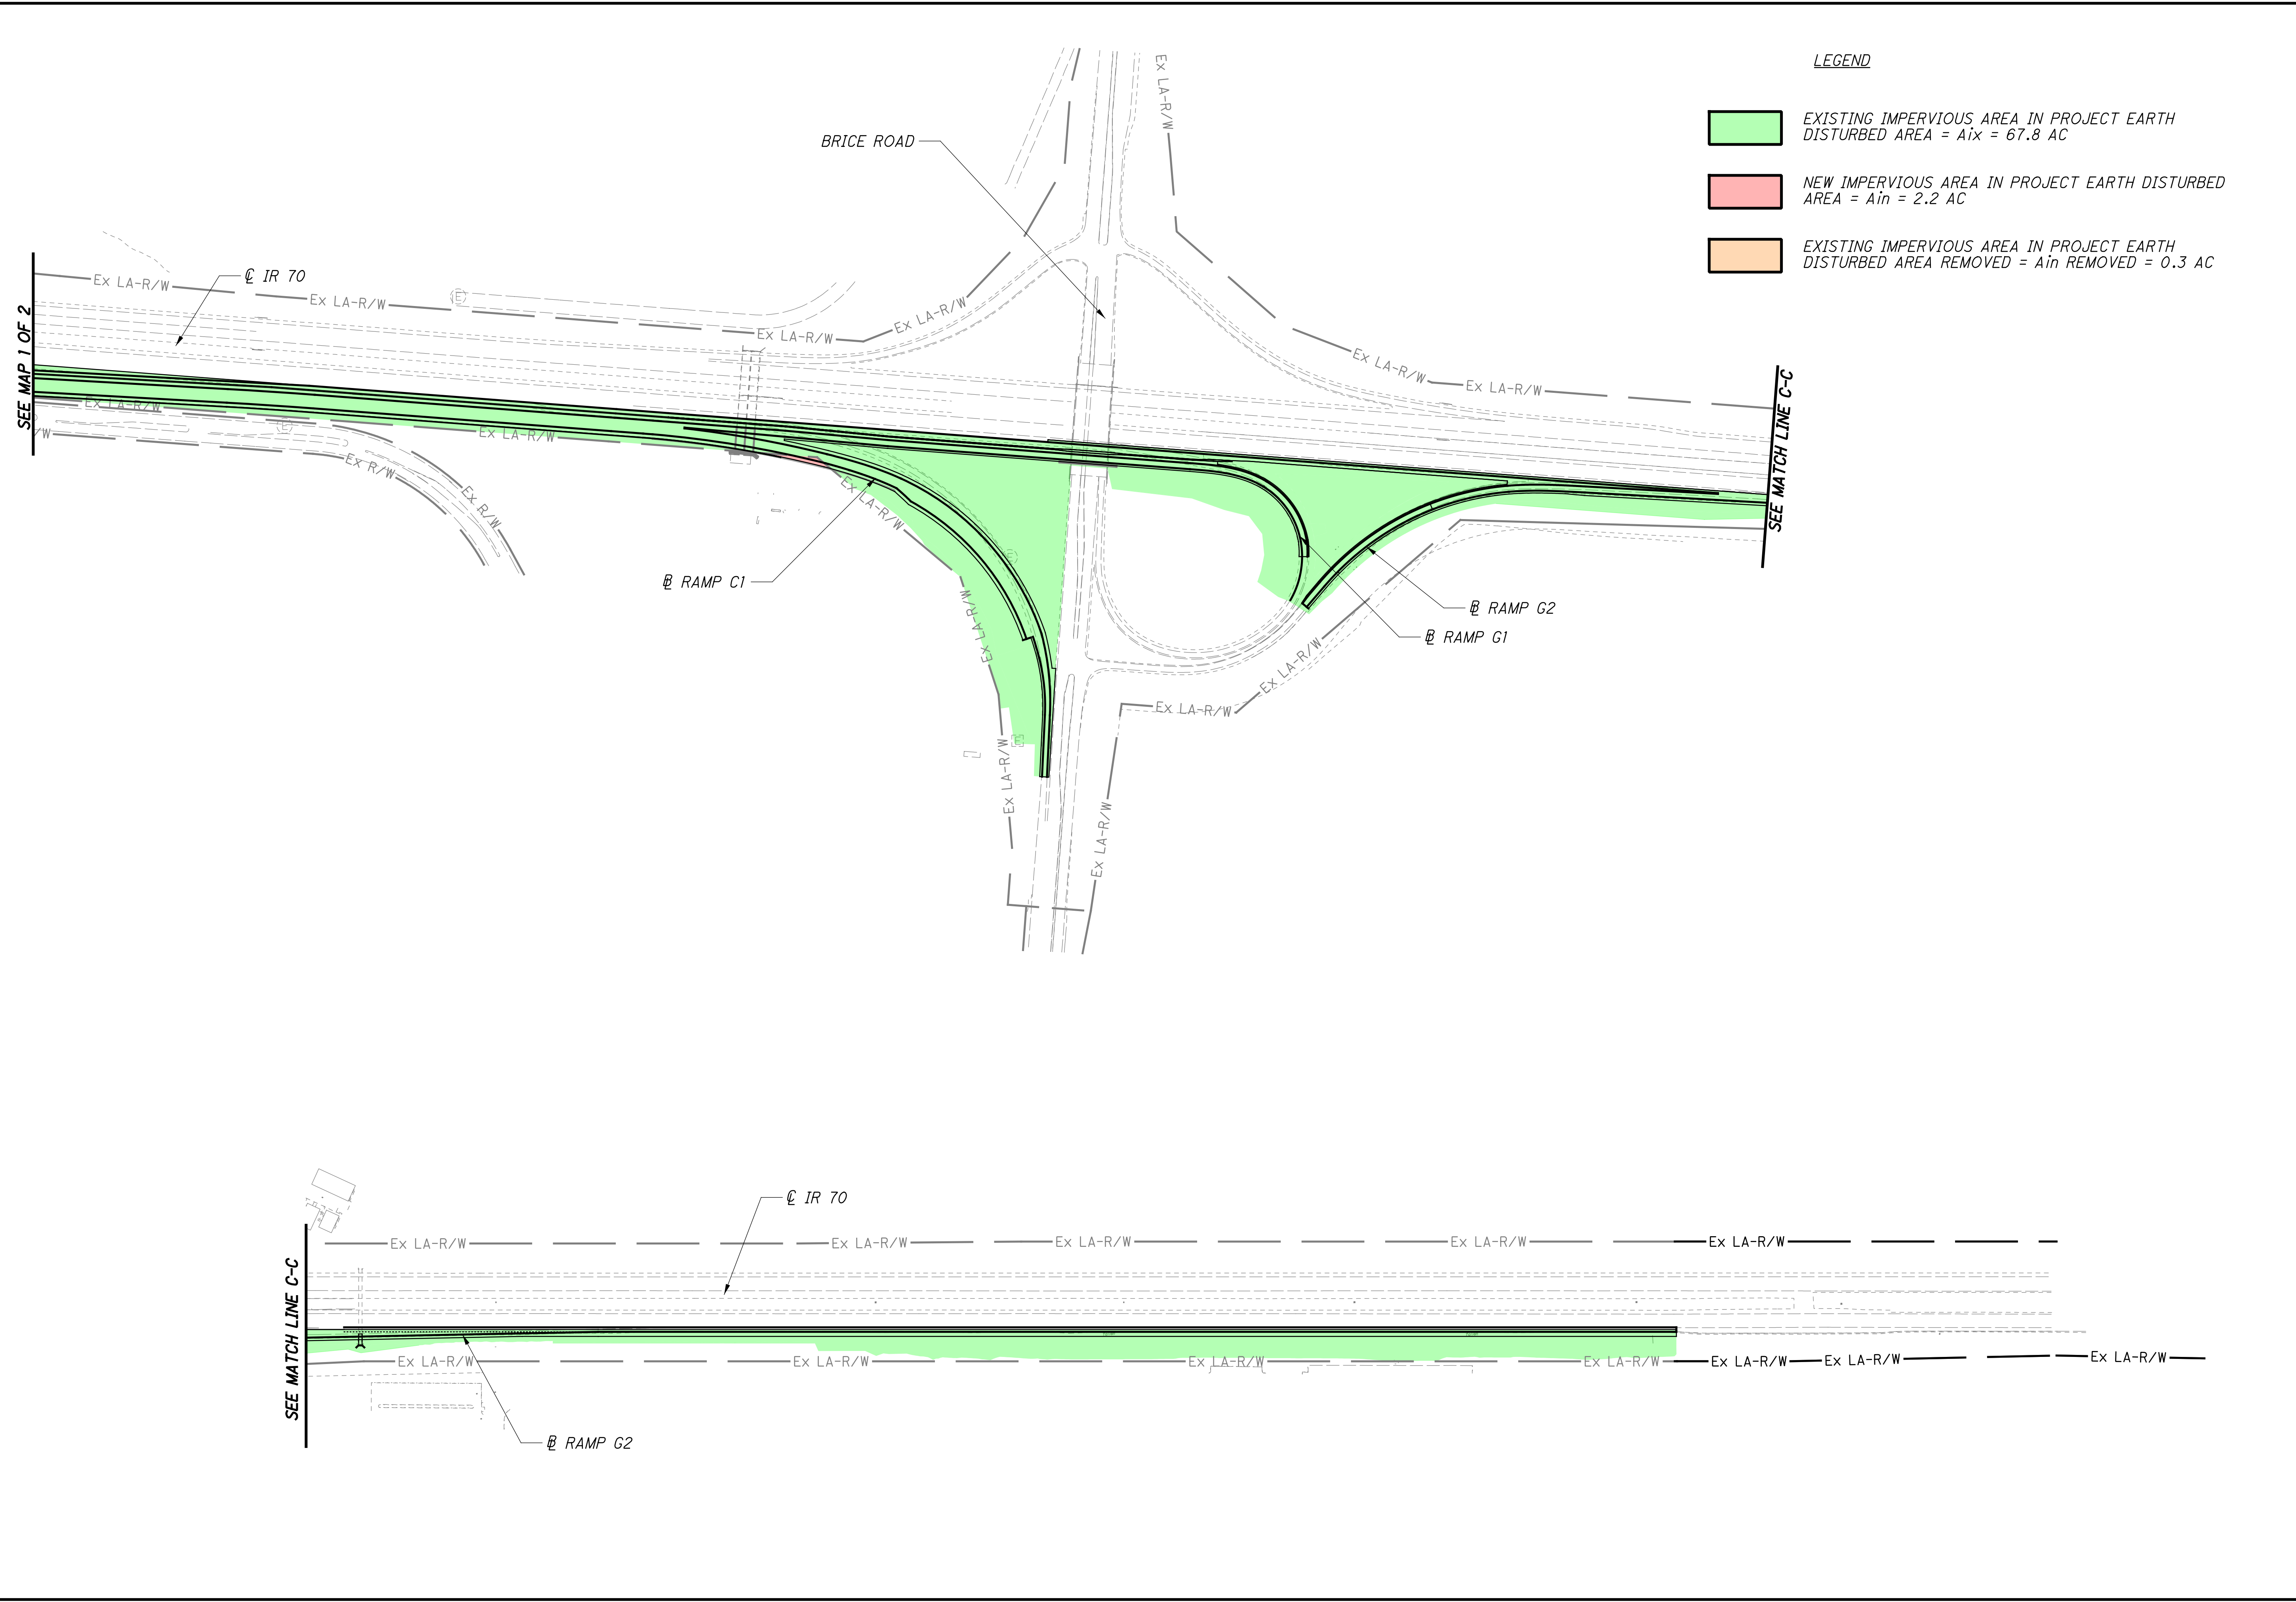 LEGEND
EXISTING IMPERVIOUS AREA IN PROJECT EARTH
DISTURBED AREA = Aix = 67.8 AC
NEW IMPERVIOUS AREA IN PROJECT EARTH DISTURBED
AREA = Ain = 2.2 AC
EXISTING IMPERVIOUS AREA IN PROJECT EARTH
DISTURBED AREA REMOVED = Ain REMOVED = 0.3 AC
Ex LA-R/W
BRICE ROAD
℄ IR 70
Ex LA-R/W
Ex LA-R/W
Ex LA-R/W
Ex LA-R/W
E
SEE MAP 1 OF 2
Ex LA-R/W
Ex LA-R/W
SEE MATCH LINE C-C
Ex LA-R/W
E
/W
Ex LA-R/W
Ex R/W
Ex R/W
Ex LA-R/W
BL RAMP C1
BL RAMP G2
BL RAMP G1
Ex LA-R/W
Ex LA-R/W
Ex LA-R/W
E
Ex LA-R/W
Ex LA-R/W
℄ IR 70
Ex LA-R/W
Ex LA-R/W
Ex LA-R/W
Ex LA-R/W
Ex LA-R/W
SEE MATCH LINE C-C
Ex LA-R/W
Ex LA-R/W
Ex LA-R/W
Ex LA-R/W
Ex LA-R/W
Ex LA-R/W
Ex LA-R/W
BL RAMP G2